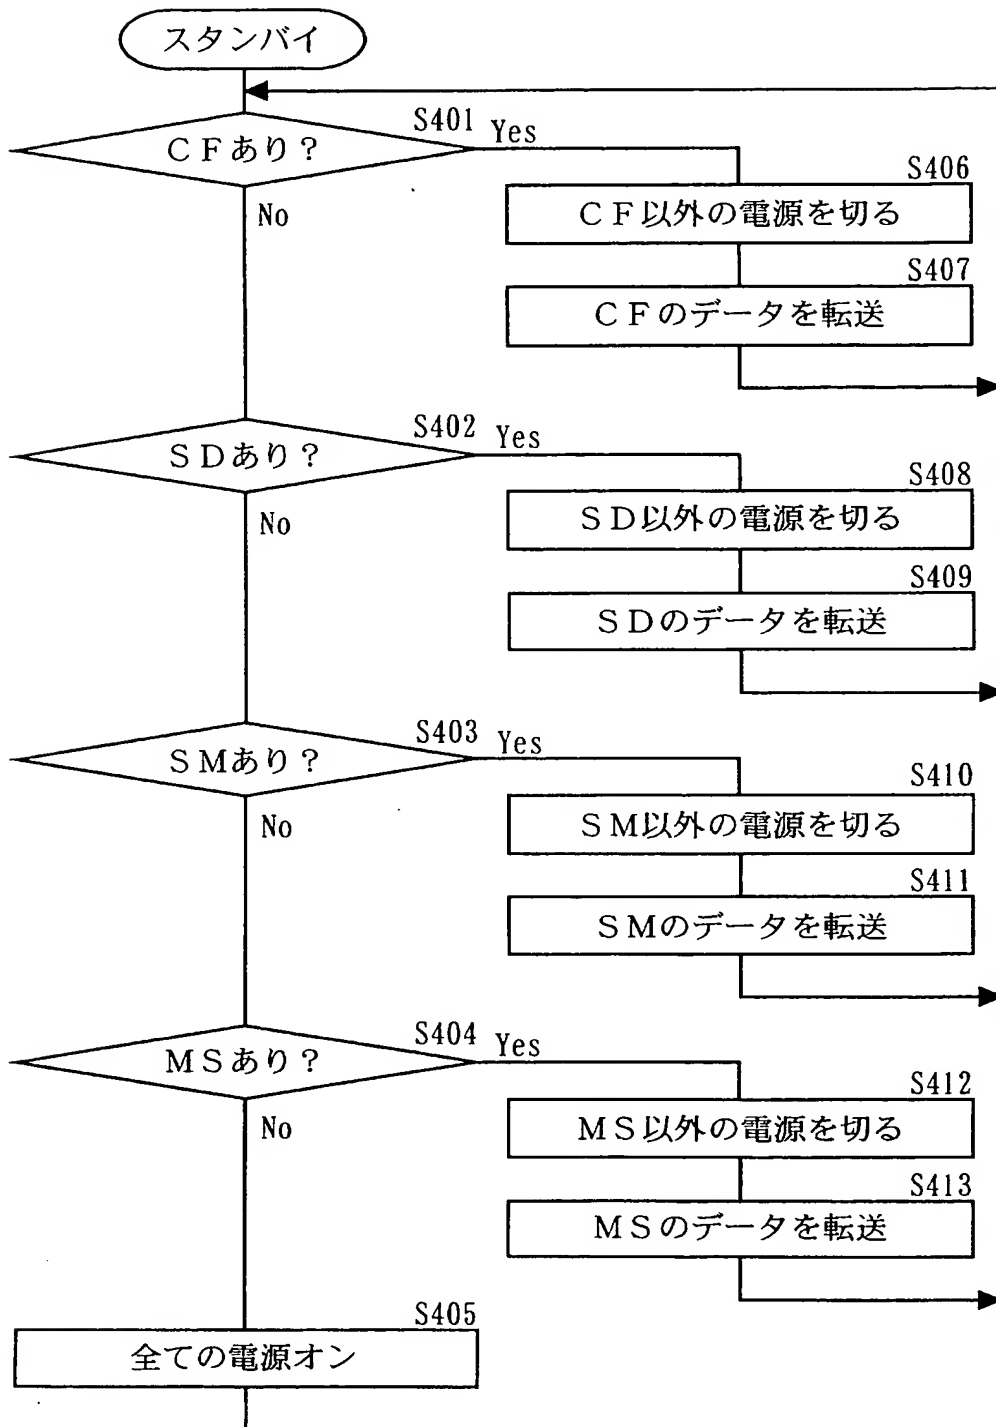 スタンバイ
S401
CFあり?
Yes
No
S406
CF以外の電源を切る
S407
CFのデータを転送
S402
SDあり?
Yes
No
S408
SD以外の電源を切る
S409
SDのデータを転送
S403
SMあり?
Yes
No
S410
SM以外の電源を切る
S411
SMのデータを転送
S404
MSあり?
Yes
No
S412
MS以外の電源を切る
S413
MSのデータを転送
S405
全ての電源オン